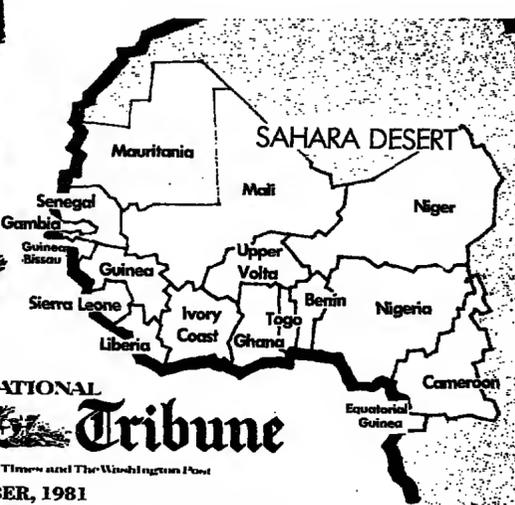 SAHARA DESERT
Mauritania
Mali
Niger
Senegal
Gambia
Guinea
-Bissau
Guinea
Upper
Volta
Sierra Leone
Ivory
Coast
Ghana
Togo
Benin
Nigeria
Liberia
Cameroon
Equatorial
Guinea
ATIONAL
Tribune
Times and The Washington Post
BER, 1981